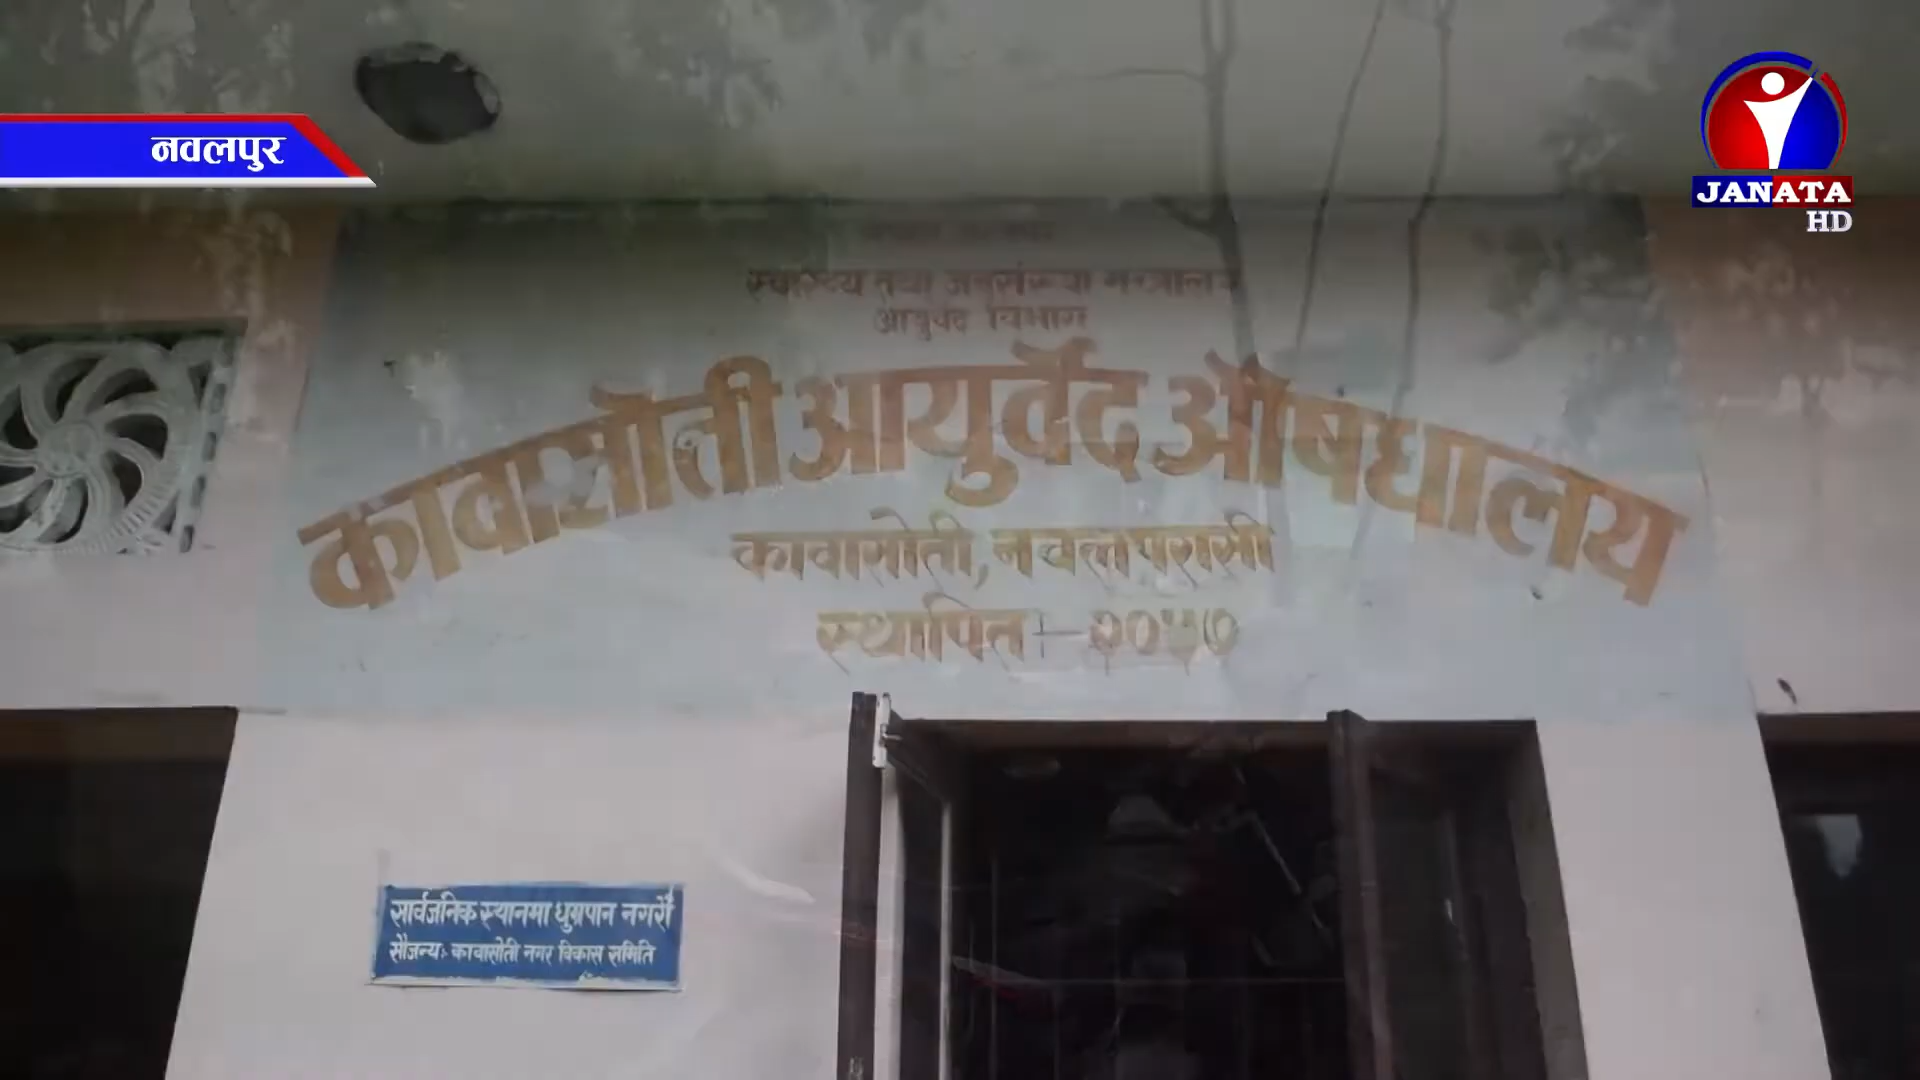 नवलपुर
JANATA
HD
स्वास्थ्य तथा जनसंख्या मन्त्रालय
आयुर्वेद विभाग
कावासोती आयुर्वेद औषधालय
कावासोती, नवलपरासी
स्थापित :- २०५७
सार्वजनिक स्थानमा धुम्रपान नगरौं
सौजन्य: कावासोती नगर विकास समिति